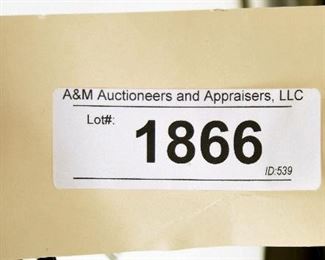 A&M Auctioneers and Appraisers, LLC
Lot#:
1866
ID:539